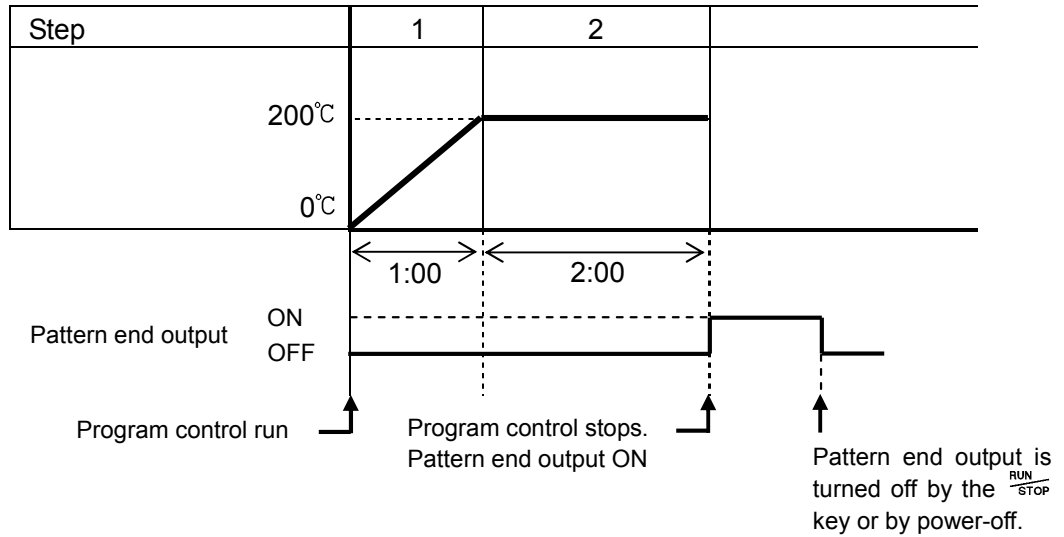 Step 1 2
200℃
0℃
1:00 2:00
Pattern end output
ON
OFF
Program control run
Program control stops.
Pattern end output ON
Pattern end output is
turned off by the RUN/STOP
key or by power-off.